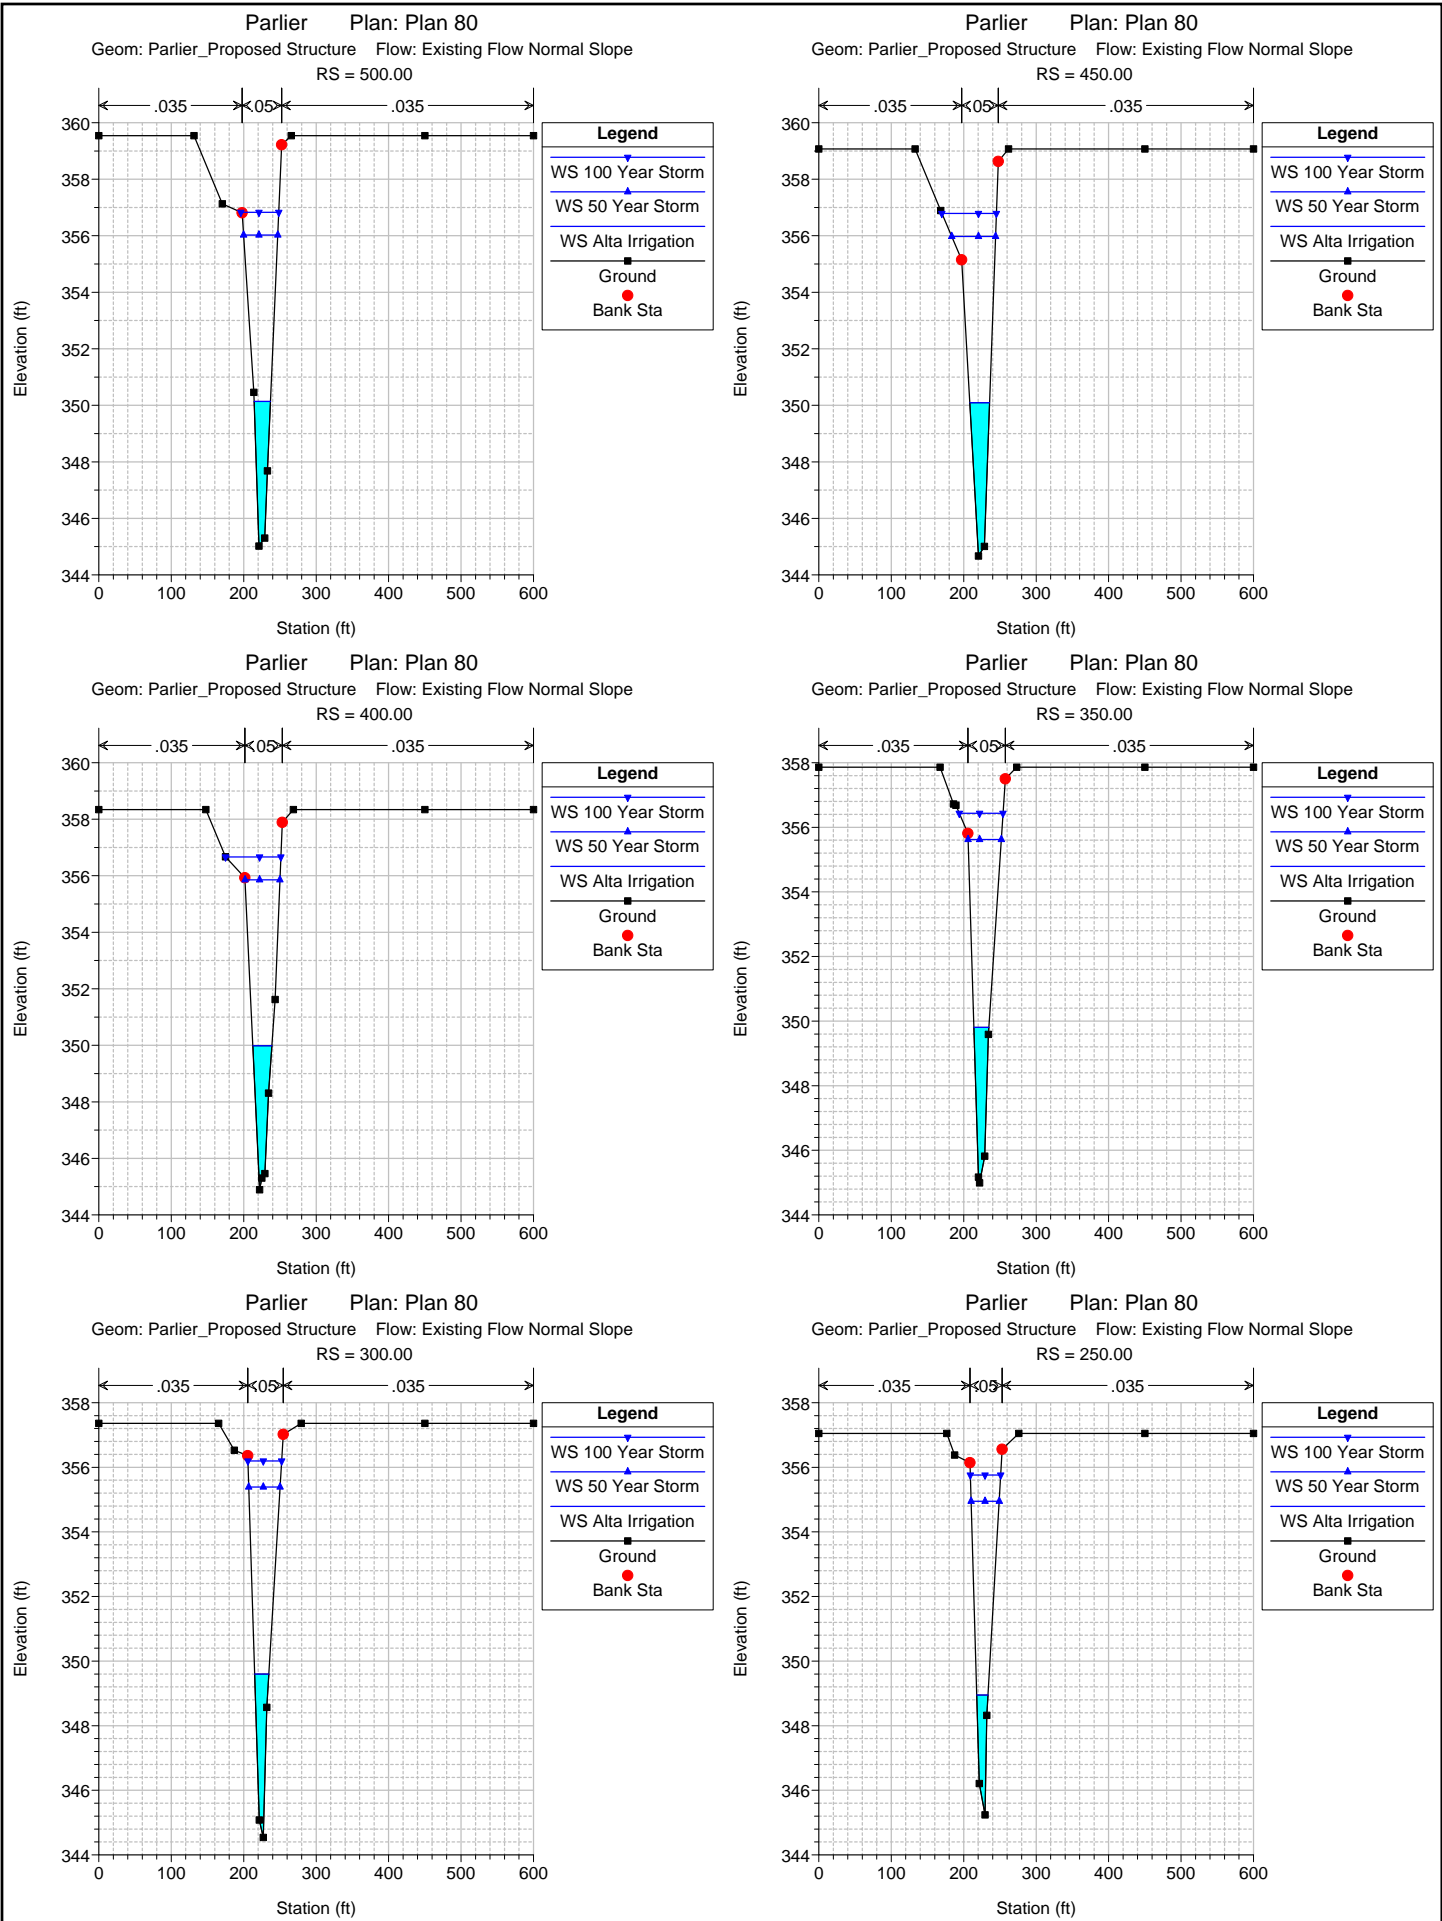 Parlier Plan: Plan 80
Geom: Parlier_Proposed Structure Flow: Existing Flow Normal Slope
RS = 500.00
.035 .05 .035
360
358
356
354
352
350
348
346
344
0 100 200 300 400 500 600
Elevation (ft)
Station (ft)
Legend
WS 100 Year Storm
WS 50 Year Storm
WS Alta Irrigation
Ground
Bank Sta
Parlier Plan: Plan 80
Geom: Parlier_Proposed Structure Flow: Existing Flow Normal Slope
RS = 450.00
.035 .05 .035
360
358
356
354
352
350
348
346
344
0 100 200 300 400 500 600
Elevation (ft)
Station (ft)
Legend
WS 100 Year Storm
WS 50 Year Storm
WS Alta Irrigation
Ground
Bank Sta
Parlier Plan: Plan 80
Geom: Parlier_Proposed Structure Flow: Existing Flow Normal Slope
RS = 400.00
.035 .05 .035
360
358
356
354
352
350
348
346
344
0 100 200 300 400 500 600
Elevation (ft)
Station (ft)
Legend
WS 100 Year Storm
WS 50 Year Storm
WS Alta Irrigation
Ground
Bank Sta
Parlier Plan: Plan 80
Geom: Parlier_Proposed Structure Flow: Existing Flow Normal Slope
RS = 350.00
.035 .05 .035
358
356
354
352
350
348
346
344
0 100 200 300 400 500 600
Elevation (ft)
Station (ft)
Legend
WS 100 Year Storm
WS 50 Year Storm
WS Alta Irrigation
Ground
Bank Sta
Parlier Plan: Plan 80
Geom: Parlier_Proposed Structure Flow: Existing Flow Normal Slope
RS = 300.00
.035 .05 .035
358
356
354
352
350
348
346
344
0 100 200 300 400 500 600
Elevation (ft)
Station (ft)
Legend
WS 100 Year Storm
WS 50 Year Storm
WS Alta Irrigation
Ground
Bank Sta
Parlier Plan: Plan 80
Geom: Parlier_Proposed Structure Flow: Existing Flow Normal Slope
RS = 250.00
.035 .05 .035
358
356
354
352
350
348
346
344
0 100 200 300 400 500 600
Elevation (ft)
Station (ft)
Legend
WS 100 Year Storm
WS 50 Year Storm
WS Alta Irrigation
Ground
Bank Sta